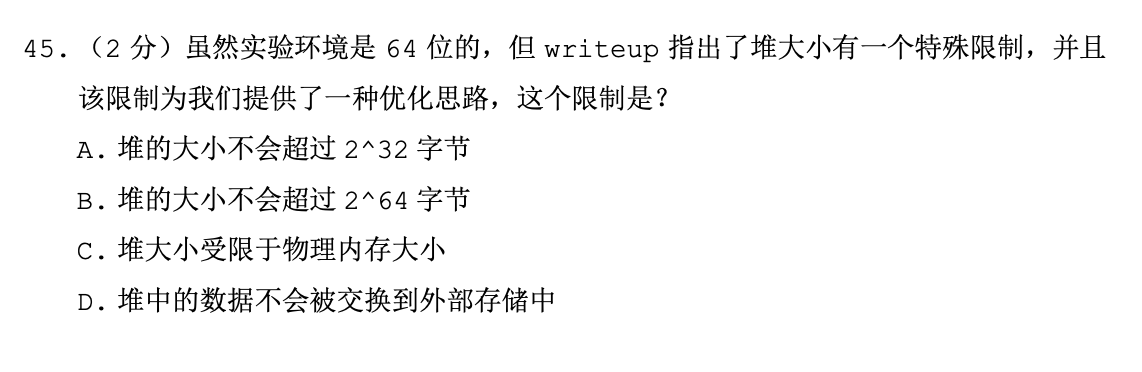 45.（2 分）虽然实验环境是 64 位的，但 writeup 指出了堆大小有一个特殊限制，并且
该限制为我们提供了一种优化思路，这个限制是？
A. 堆的大小不会超过 2^32 字节
B. 堆的大小不会超过 2^64 字节
C. 堆大小受限于物理内存大小
D. 堆中的数据不会被交换到外部存储中